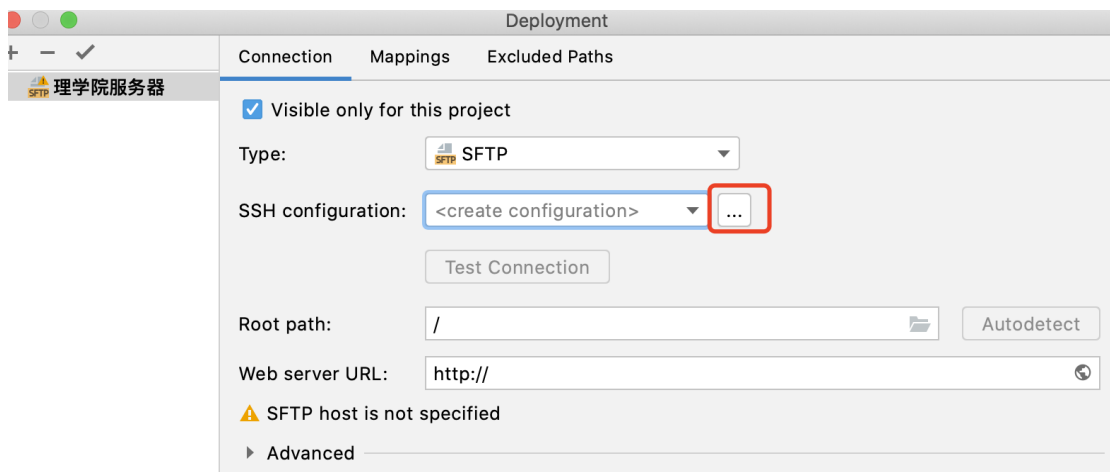 Deployment
+ − ✓
Connection Mappings Excluded Paths
SFTP 理学院服务器
Visible only for this project
Type: SFTP SFTP
SSH configuration: <create configuration> ...
Test Connection
Root path: / Autodetect
Web server URL: http://
SFTP host is not specified
Advanced